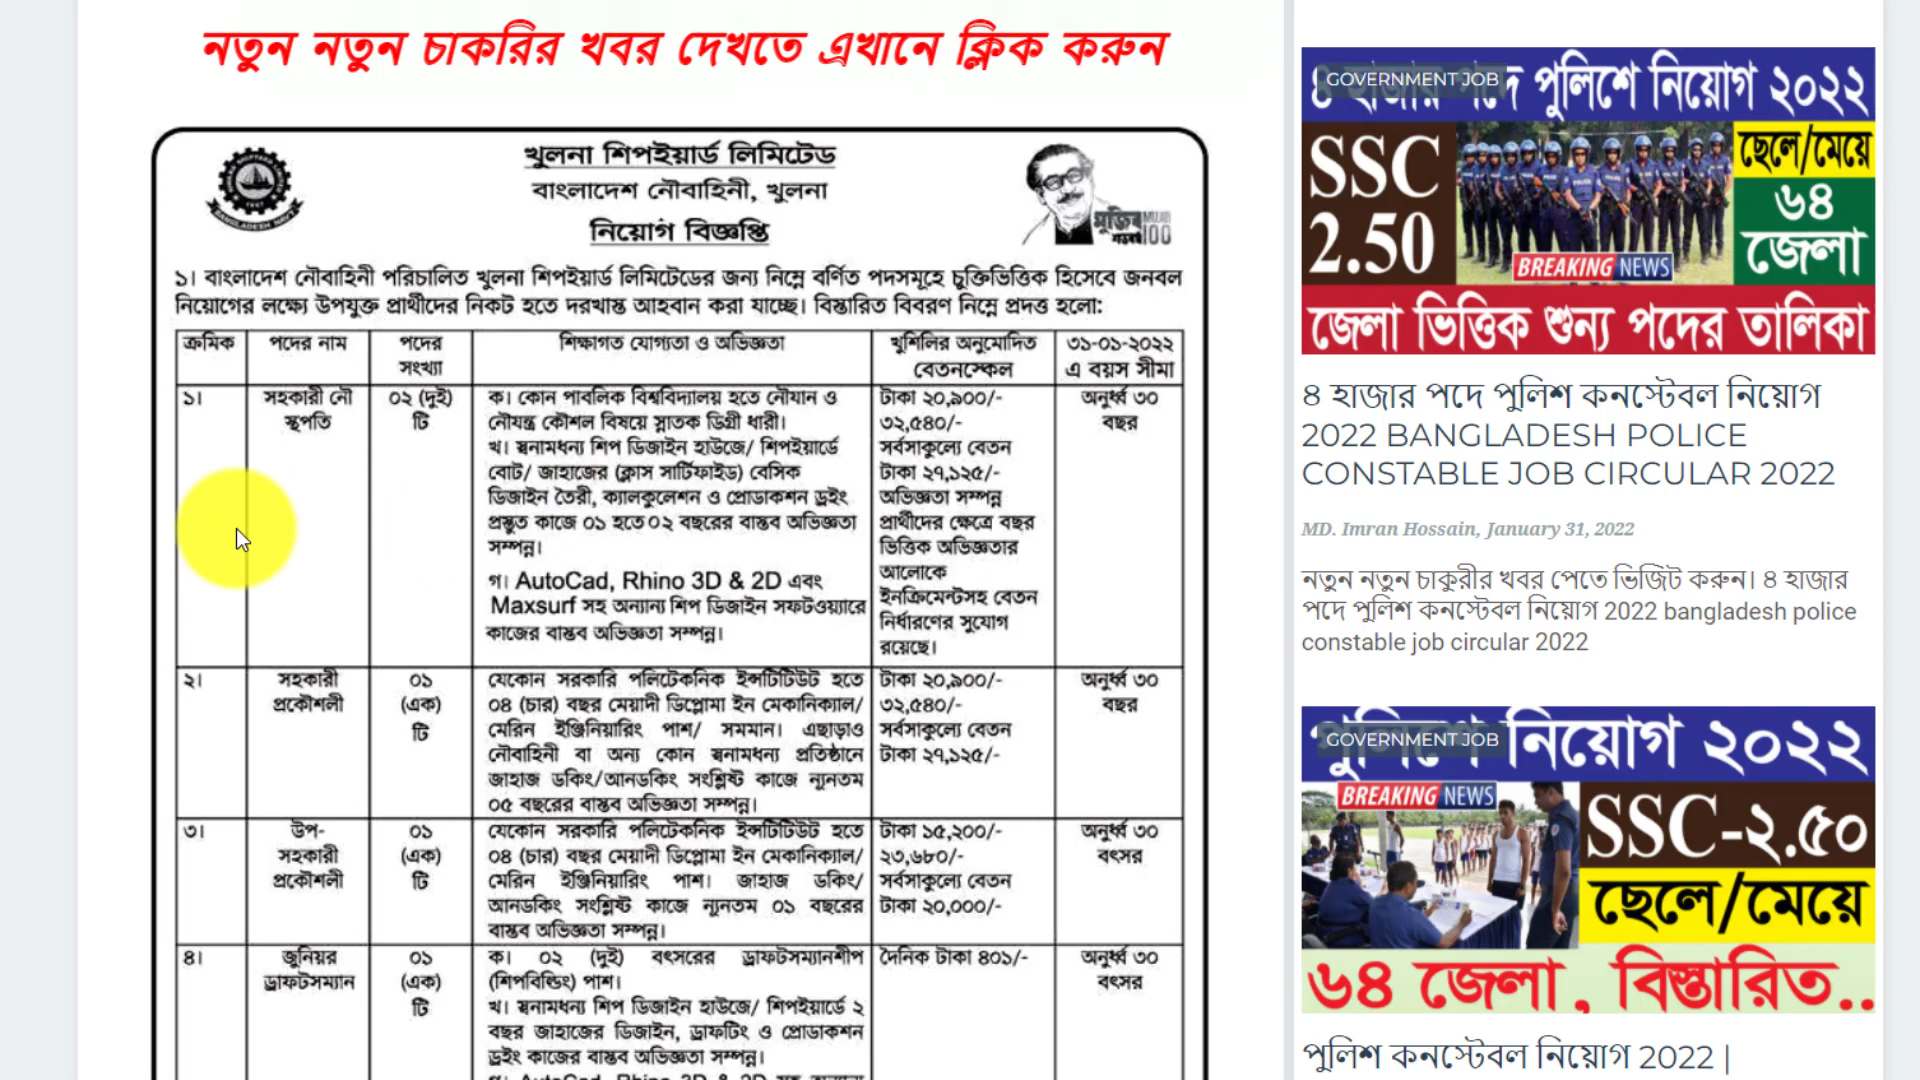 নতুন নতুন চাকরির খবর দেখতে এখানে ক্লিক করুন
খুলনা শিপইয়ার্ড লিমিটেড
বাংলাদেশ নৌবাহিনী, খুলনা
নিয়োগ বিজ্ঞপ্তি
BANGLADESH NAVY
মুজিব
শতবর্ষ
MUJIB
100
১। বাংলাদেশ নৌবাহিনী পরিচালিত খুলনা শিপইয়ার্ড লিমিটেডের জন্য নিম্নে বর্ণিত পদসমূহে চুক্তিভিত্তিক হিসেবে জনবল
নিয়োগের লক্ষ্যে উপযুক্ত প্রার্থীদের নিকট হতে দরখাস্ত আহবান করা যাচ্ছে। বিস্তারিত বিবরণ নিম্নে প্রদত্ত হলো:
ক্রমিক
পদের নাম
পদের
সংখ্যা
শিক্ষাগত যোগ্যতা ও অভিজ্ঞতা
খুশিলির অনুমোদিত
বেতনস্কেল
৩১-০১-২০২২
এ বয়স সীমা
১।
সহকারী নৌ
স্থপতি
০২ (দুই)
টি
ক। কোন পাবলিক বিশ্ববিদ্যালয় হতে নৌযান ও
নৌযন্ত্র কৌশল বিষয়ে স্নাতক ডিগ্রী ধারী।
খ। স্বনামধন্য শিপ ডিজাইন হাউজে/ শিপইয়ার্ডে
বোট/ জাহাজের (ক্লাস সার্টিফাইড) বেসিক
ডিজাইন তৈরী, ক্যালকুলেশন ও প্রোডাকশন ড্রইং
প্রস্তুত কাজে ০১ হতে ০২ বছরের বাস্তব অভিজ্ঞতা
সম্পন্ন।
গ। AutoCad, Rhino 3D & 2D এবং
Maxsurf সহ অন্যান্য শিপ ডিজাইন সফটওয়্যারে
কাজের বাস্তব অভিজ্ঞতা সম্পন্ন।
টাকা ২০,৯০০/-
৩২,৫৪০/-
সর্বসাকুল্যে বেতন
টাকা ২৭,১২৫/-
অভিজ্ঞতা সম্পন্ন
প্রার্থীদের ক্ষেত্রে বছর
ভিত্তিক অভিজ্ঞতার
আলোকে
ইনক্রিমেন্টসহ বেতন
নির্ধারণের সুযোগ
রয়েছে।
অনুর্ধ্ব ৩০
বছর
২।
সহকারী
প্রকৌশলী
০১
(এক)
টি
যেকোন সরকারি পলিটেকনিক ইন্সটিটিউট হতে
০৪ (চার) বছর মেয়াদী ডিপ্লোমা ইন মেকানিক্যাল/
মেরিন ইঞ্জিনিয়ারিং পাশ/ সমমান। এছাড়াও
নৌবাহিনী বা অন্য কোন স্বনামধন্য প্রতিষ্ঠানে
জাহাজ ডকিং/আনডকিং সংশ্লিষ্ট কাজে ন্যূনতম
০৫ বছরের বাস্তব অভিজ্ঞতা সম্পন্ন।
টাকা ২০,৯০০/-
৩২,৫৪০/-
সর্বসাকুল্যে বেতন
টাকা ২৭,১২৫/-
অনুর্ধ্ব ৩০
বছর
৩।
উপ-
সহকারী
প্রকৌশলী
০১
(এক)
টি
যেকোন সরকারি পলিটেকনিক ইন্সটিটিউট হতে
০৪ (চার) বছর মেয়াদী ডিপ্লোমা ইন মেকানিক্যাল/
মেরিন ইঞ্জিনিয়ারিং পাশ। জাহাজ ডকিং/
আনডকিং সংশ্লিষ্ট কাজে ন্যূনতম ০১ বছরের
বাস্তব অভিজ্ঞতা সম্পন্ন।
টাকা ১৫,২০০/-
২৩,৬৮০/-
সর্বসাকুল্যে বেতন
টাকা ২০,০০০/-
অনুর্ধ্ব ৩০
বৎসর
৪।
জুনিয়র
ড্রাফটসম্যান
০১
(এক)
টি
ক। ০২ (দুই) বৎসরের ড্রাফটসম্যানশীপ
(শিপবিল্ডিং) পাশ।
খ। স্বনামধন্য শিপ ডিজাইন হাউজে/ শিপইয়ার্ডে ২
বছর জাহাজের ডিজাইন, ড্রাফটিং ও প্রোডাকশন
ড্রইং কাজের বাস্তব অভিজ্ঞতা সম্পন্ন।
দৈনিক টাকা ৪০১/-
অনুর্ধ্ব ৩০
বৎসর
GOVERNMENT JOB
৪ হাজার পদে পুলিশে নিয়োগ ২০২২
SSC
2.50
POLICE
BREAKING NEWS
ছেলে/মেয়ে
৬৪
জেলা
জেলা ভিত্তিক শুন্য পদের তালিকা
৪ হাজার পদে পুলিশ কনস্টেবল নিয়োগ
2022 BANGLADESH POLICE
CONSTABLE JOB CIRCULAR 2022
MD. Imran Hossain, January 31, 2022
নতুন নতুন চাকুরীর খবর পেতে ভিজিট করুন। ৪ হাজার
পদে পুলিশ কনস্টেবল নিয়োগ 2022 bangladesh police
constable job circular 2022
GOVERNMENT JOB
পুলিশে নিয়োগ ২০২২
BREAKING NEWS
SSC-২.৫০
ছেলে/মেয়ে
৬৪ জেলা, বিস্তারিত..
পুলিশ কনস্টেবল নিয়োগ 2022 |